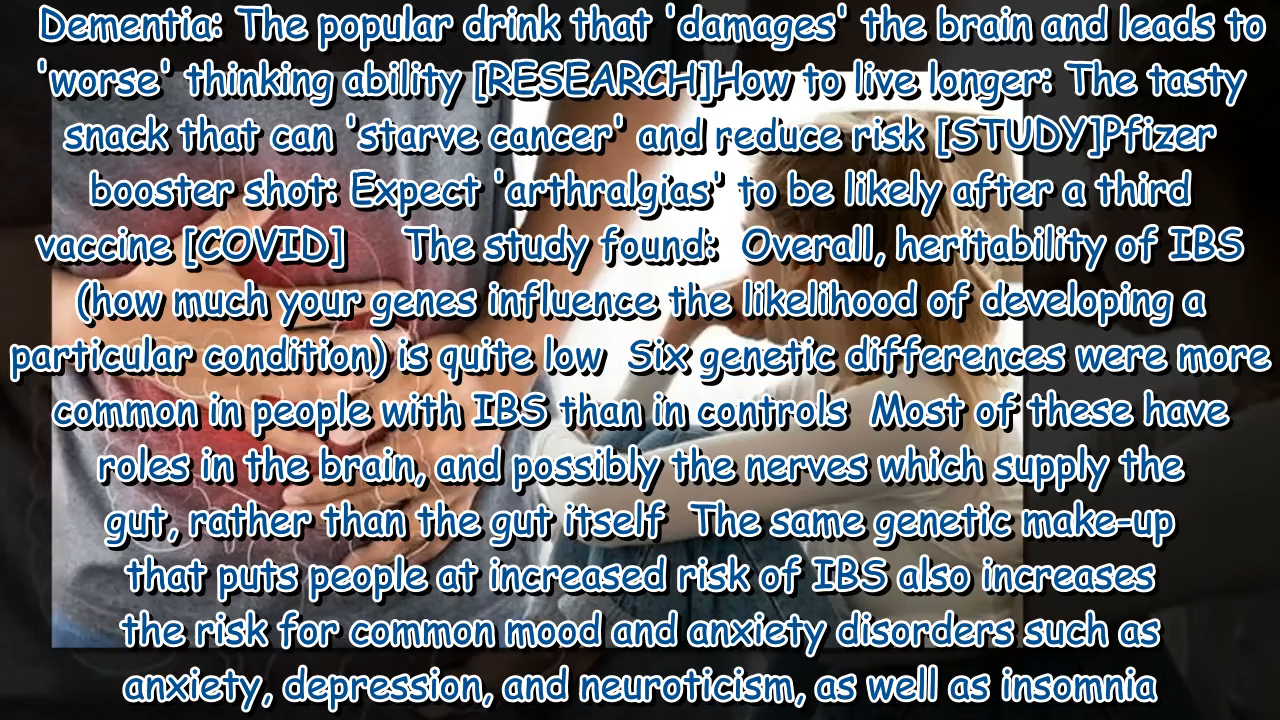 Dementia: The popular drink that 'damages' the brain and leads to
'worse' thinking ability [RESEARCH]How to live longer: The tasty
snack that can 'starve cancer' and reduce risk [STUDY]Pfizer
booster shot: Expect 'arthralgias' to be likely after a third
vaccine [COVID]      The study found:  Overall, heritability of IBS
(how much your genes influence the likelihood of developing a
particular condition) is quite low  Six genetic differences were more
common in people with IBS than in controls  Most of these have
roles in the brain, and possibly the nerves which supply the
gut, rather than the gut itself  The same genetic make-up
that puts people at increased risk of IBS also increases
the risk for common mood and anxiety disorders such as
anxiety, depression, and neuroticism, as well as insomnia